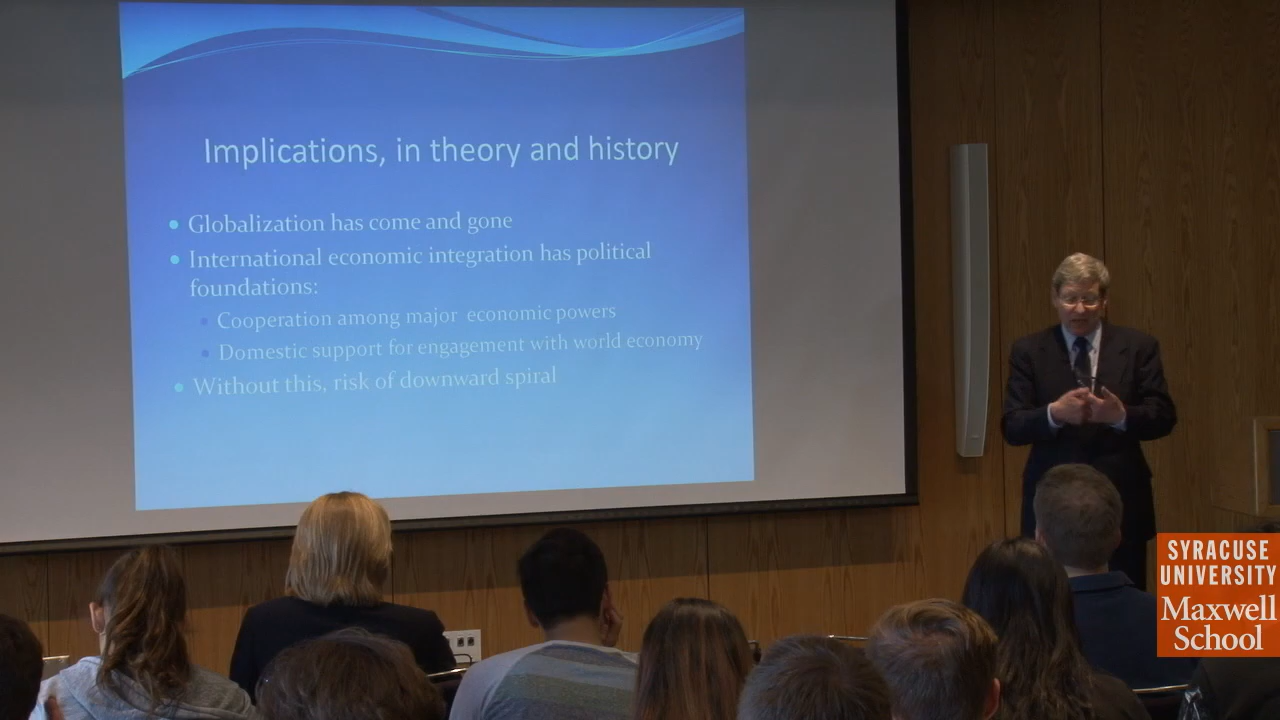 Implications, in theory and history
• Globalization has come and gone
• International economic integration has political
foundations:
• Cooperation among major economic powers
• Domestic support for engagement with world economy
• Without this, risk of downward spiral
SYRACUSE
UNIVERSITY
Maxwell
School